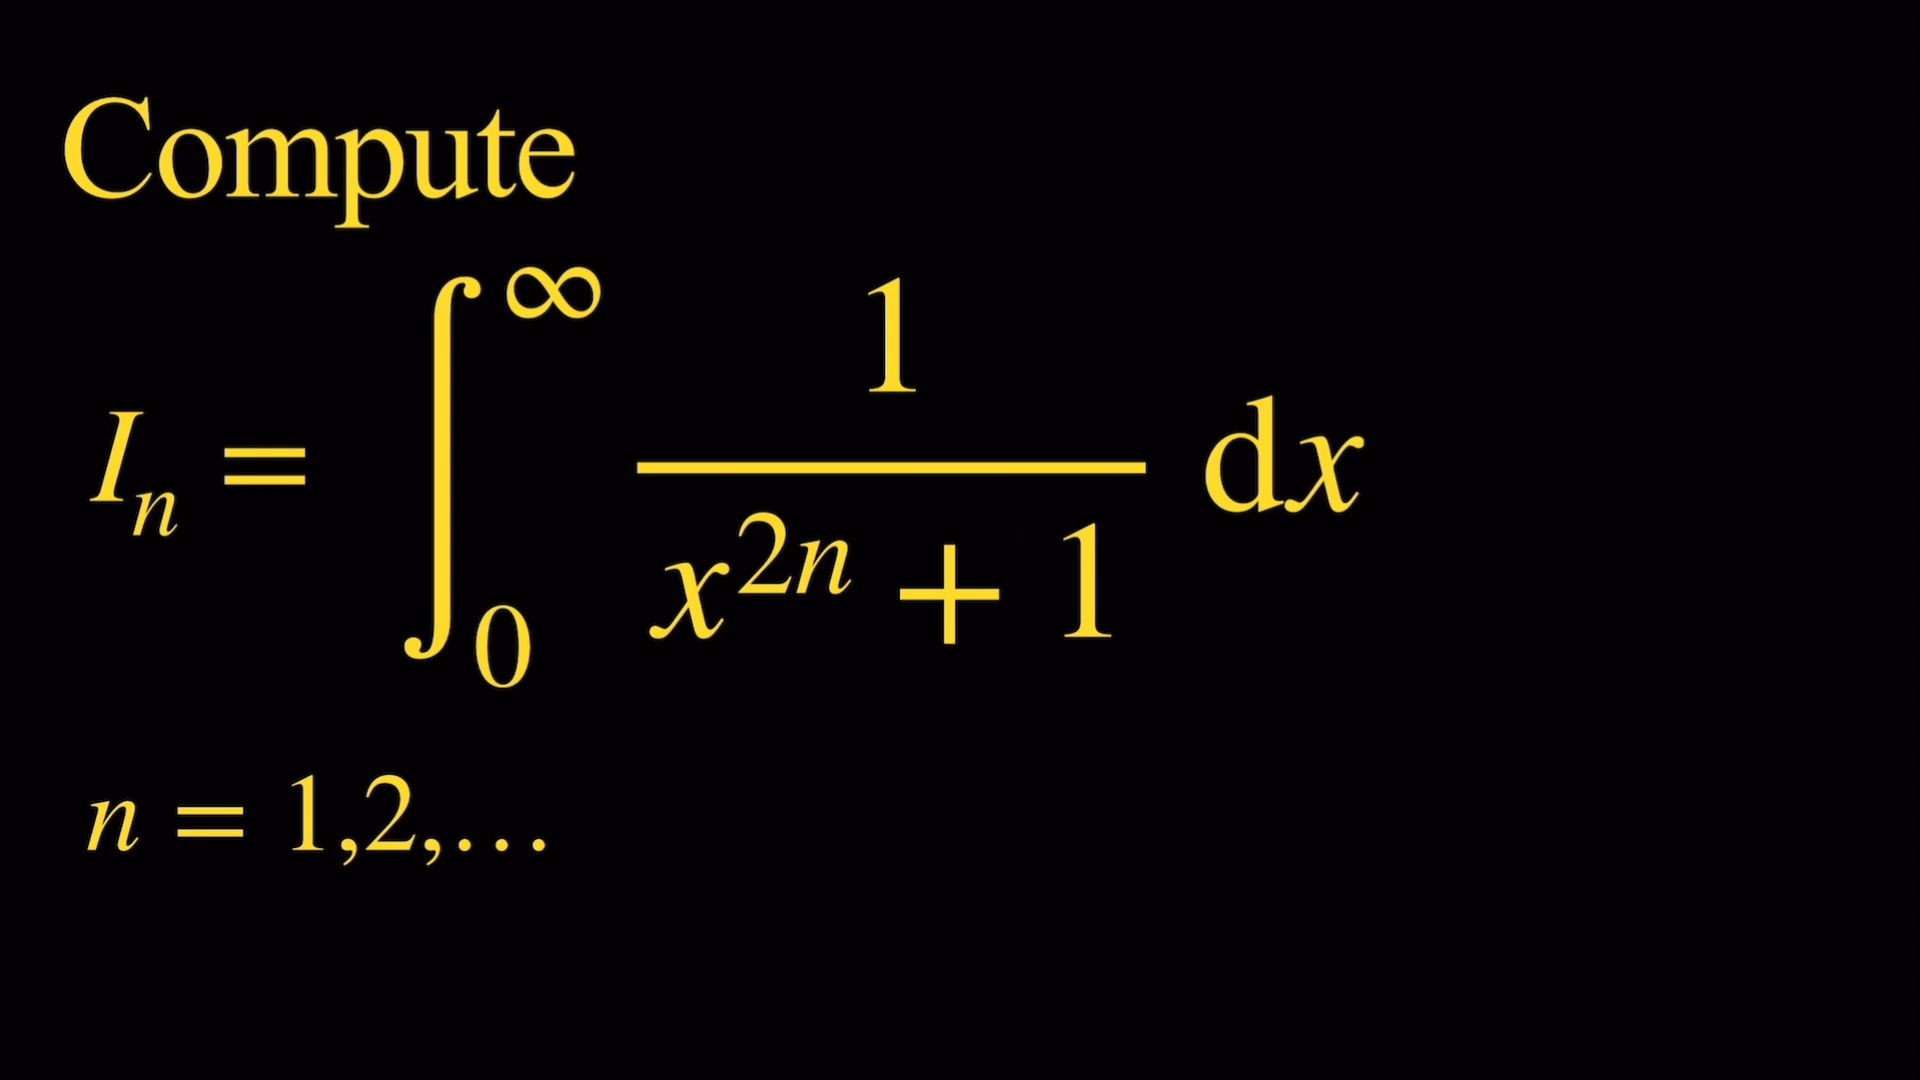 Compute
I_n = ∫_0^∞ 1/(x^{2n} + 1) dx
n = 1,2,…